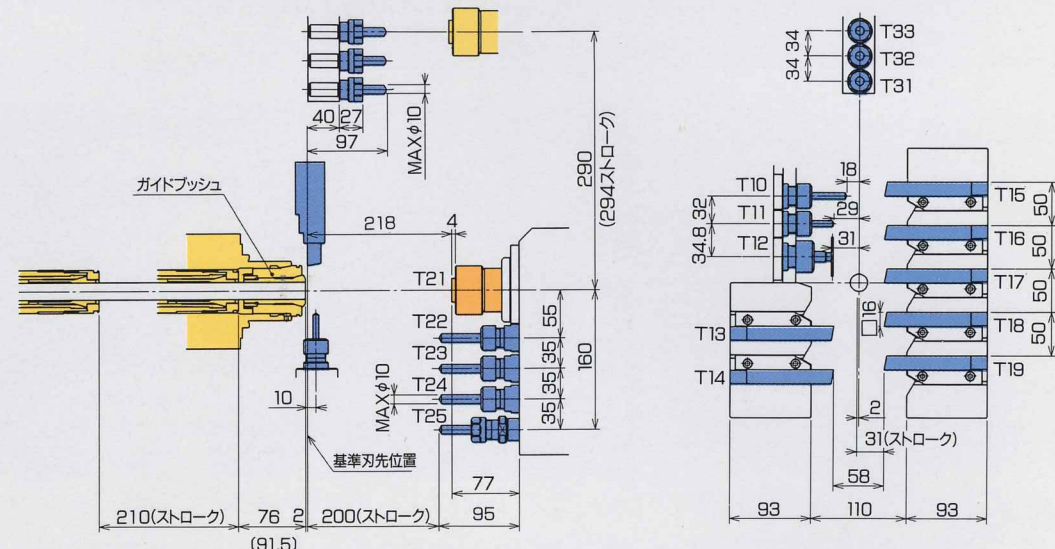 40
27
97
MAXφ10
290
(294ストローク)
ガイドブッシュ
218
4
T21
T22
T23
T24
T25
MAXφ10
55
35
35
35
160
10
基準刃先位置
77
210(ストローク)
76
2
200(ストローク)
95
(91.5)
34
34
T33
T32
T31
18
T10
T11
T12
32
34.8
29
31
T15
T16
T17
T18
T19
50
50
50
50
□16
T13
T14
2
31(ストローク)
58
93
110
93